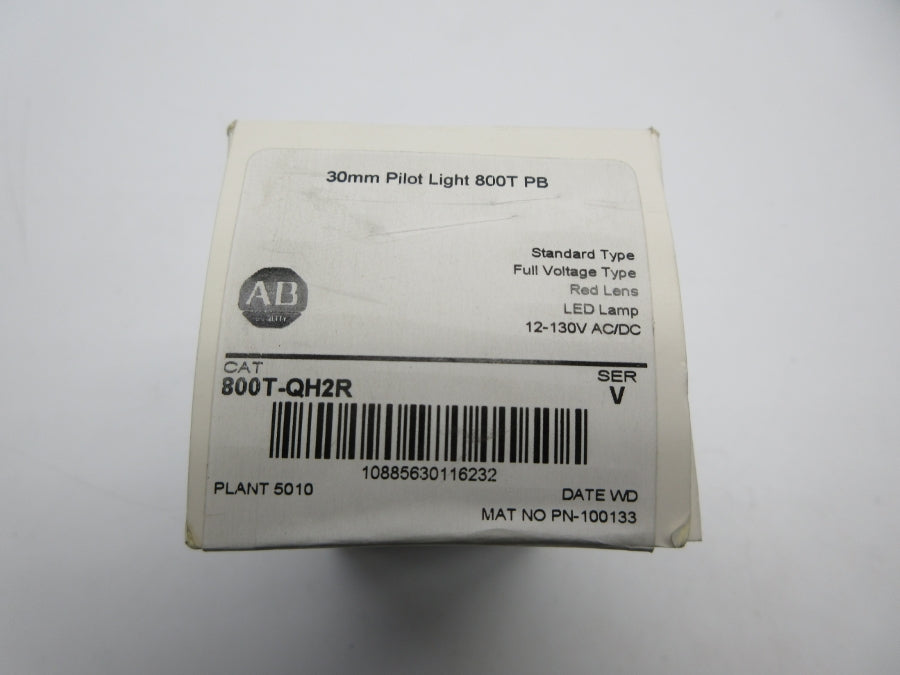 30mm Pilot Light 800T PB
Standard Type
Full Voltage Type
Red Lens
LED Lamp
12-130V AC/DC
AB
QUALITY
CAT
SER
800T-QH2R
V
10885630116232
PLANT 5010
DATE WD
MAT NO PN-100133